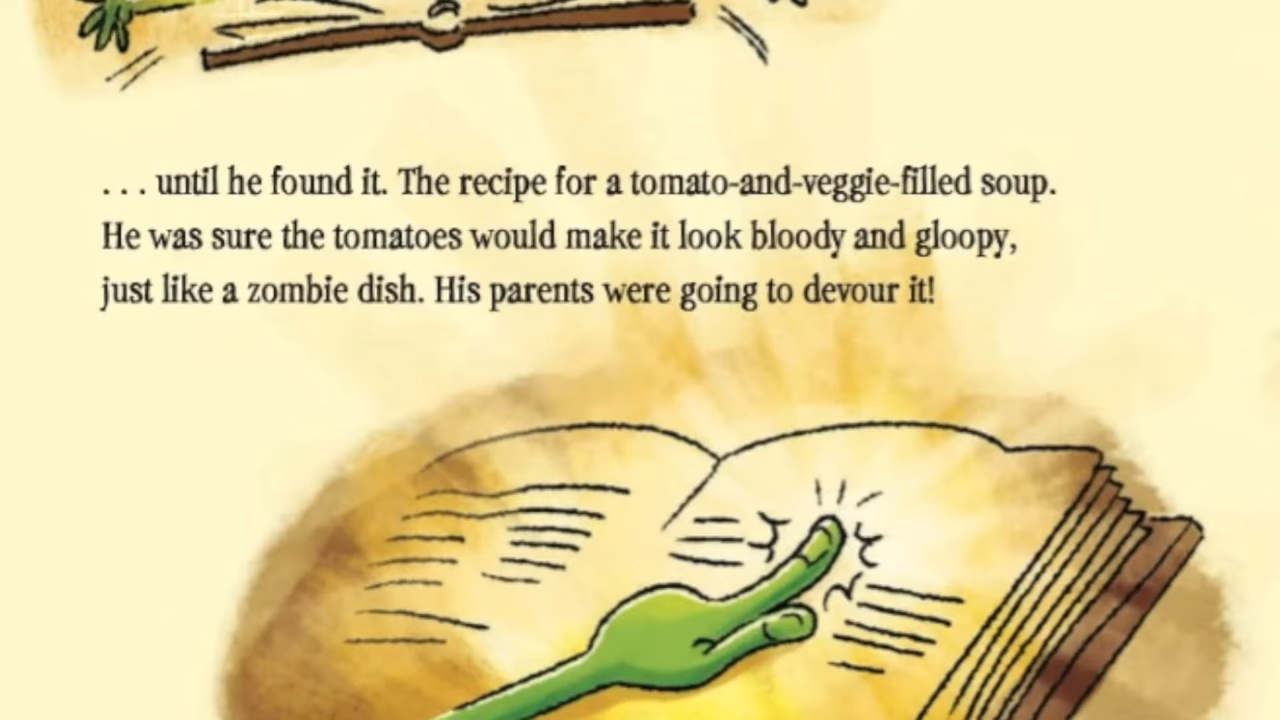 . . . until he found it. The recipe for a tomato-and-veggie-filled soup.
He was sure the tomatoes would make it look bloody and gloopy,
just like a zombie dish. His parents were going to devour it!